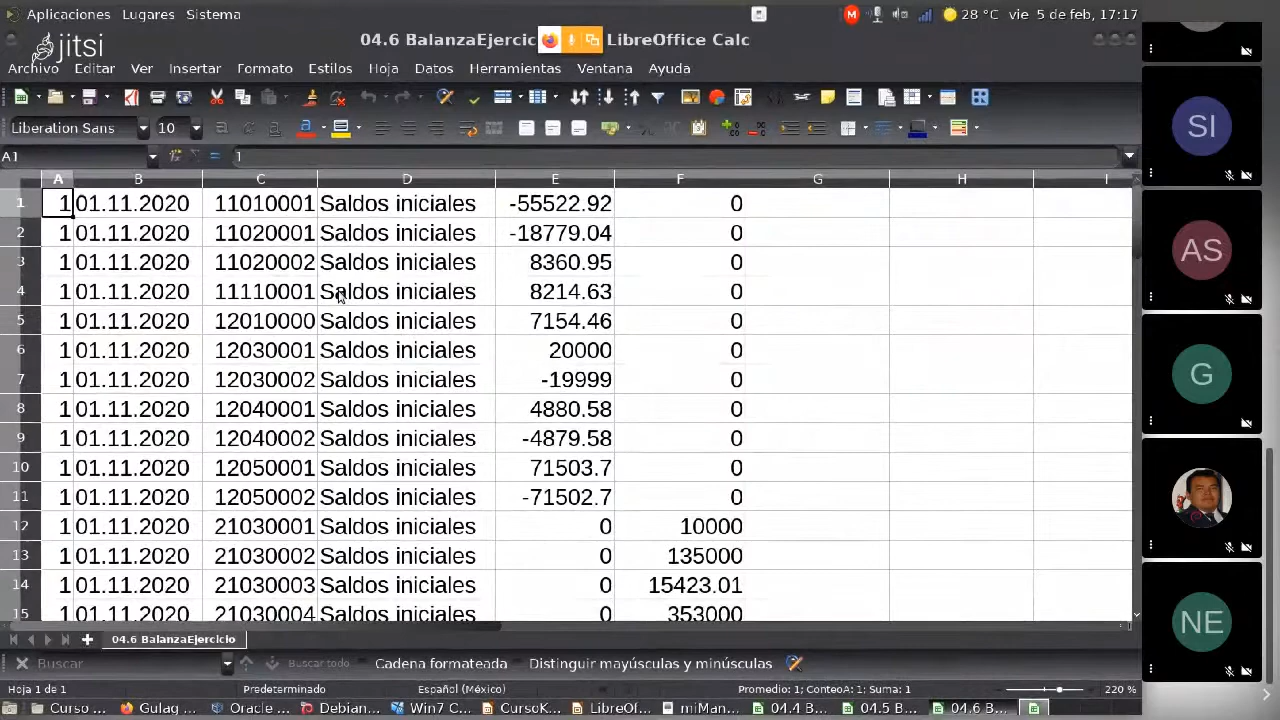 Aplicaciones Lugares Sistema M 28 °C vie 5 de feb, 17:17
jitsi 04.6 BalanzaEjercic LibreOffice Calc
Archivo Editar Ver Insertar Formato Estilos Hoja Datos Herramientas Ventana Ayuda
Liberation Sans 10
A1 1
A B C D E F G H I
1 1 01.11.2020 11010001 Saldos iniciales -55522.92 0
2 1 01.11.2020 11020001 Saldos iniciales -18779.04 0
3 1 01.11.2020 11020002 Saldos iniciales 8360.95 0
4 1 01.11.2020 11110001 Saldos iniciales 8214.63 0
5 1 01.11.2020 12010000 Saldos iniciales 7154.46 0
6 1 01.11.2020 12030001 Saldos iniciales 20000 0
7 1 01.11.2020 12030002 Saldos iniciales -19999 0
8 1 01.11.2020 12040001 Saldos iniciales 4880.58 0
9 1 01.11.2020 12040002 Saldos iniciales -4879.58 0
10 1 01.11.2020 12050001 Saldos iniciales 71503.7 0
11 1 01.11.2020 12050002 Saldos iniciales -71502.7 0
12 1 01.11.2020 21030001 Saldos iniciales 0 10000
13 1 01.11.2020 21030002 Saldos iniciales 0 135000
14 1 01.11.2020 21030003 Saldos iniciales 0 15423.01
15 1 01.11.2020 21030004 Saldos iniciales 0 353000
04.6 BalanzaEjercicio
Buscar Buscar todo Cadena formateada Distinguir mayúsculas y minúsculas
Hoja 1 de 1 Predeterminado Español (México) Promedio: 1; ConteoA: 1; Suma: 1 220 %
Curso ... Gulag ... Oracle ... Debian... Win7 C... CursoK... LibreOf... miMan... 04.4 B... 04.5 B... 04.6 B...
SI
AS
G
NE